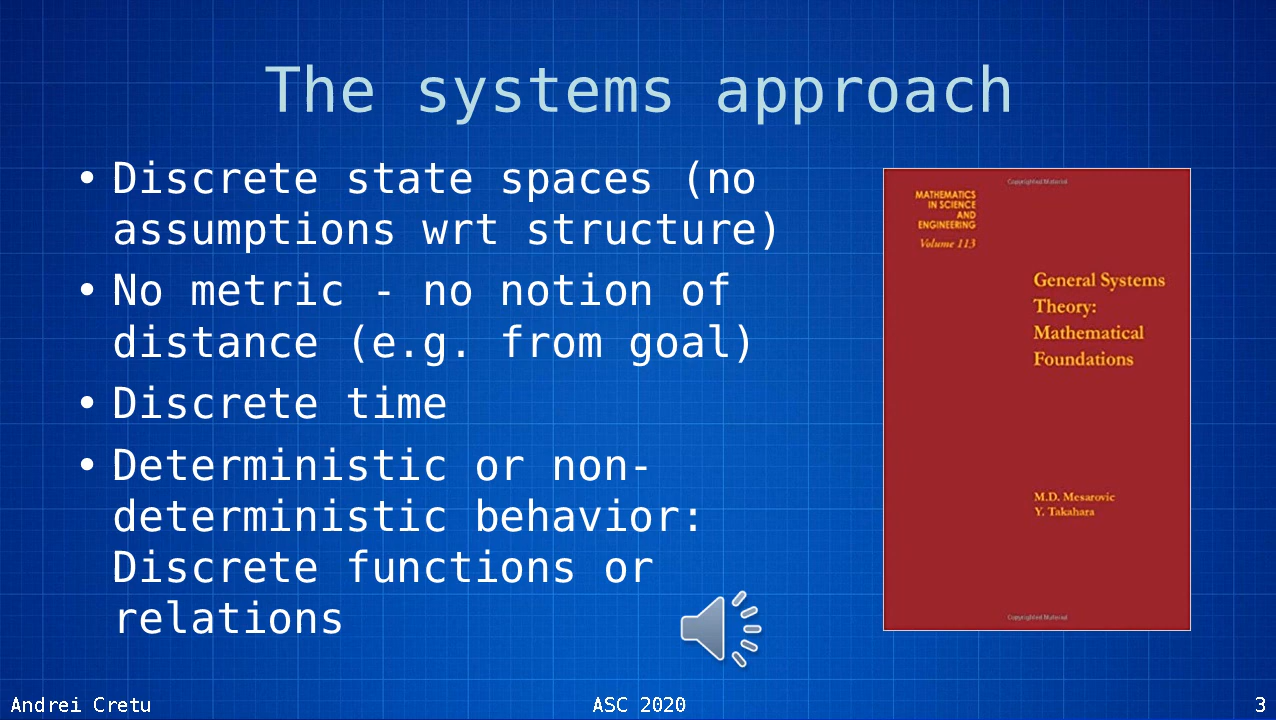 The systems approach
• Discrete state spaces (no
assumptions wrt structure)
• No metric - no notion of
distance (e.g. from goal)
• Discrete time
• Deterministic or non-
deterministic behavior:
Discrete functions or
relations
Copyrighted Material
MATHEMATICS
IN SCIENCE
AND
ENGINEERING
Volume 113
General Systems
Theory:
Mathematical
Foundations
M.D. Mesarovic
Y. Takahara
Copyrighted Material
Andrei Cretu
ASC 2020
3